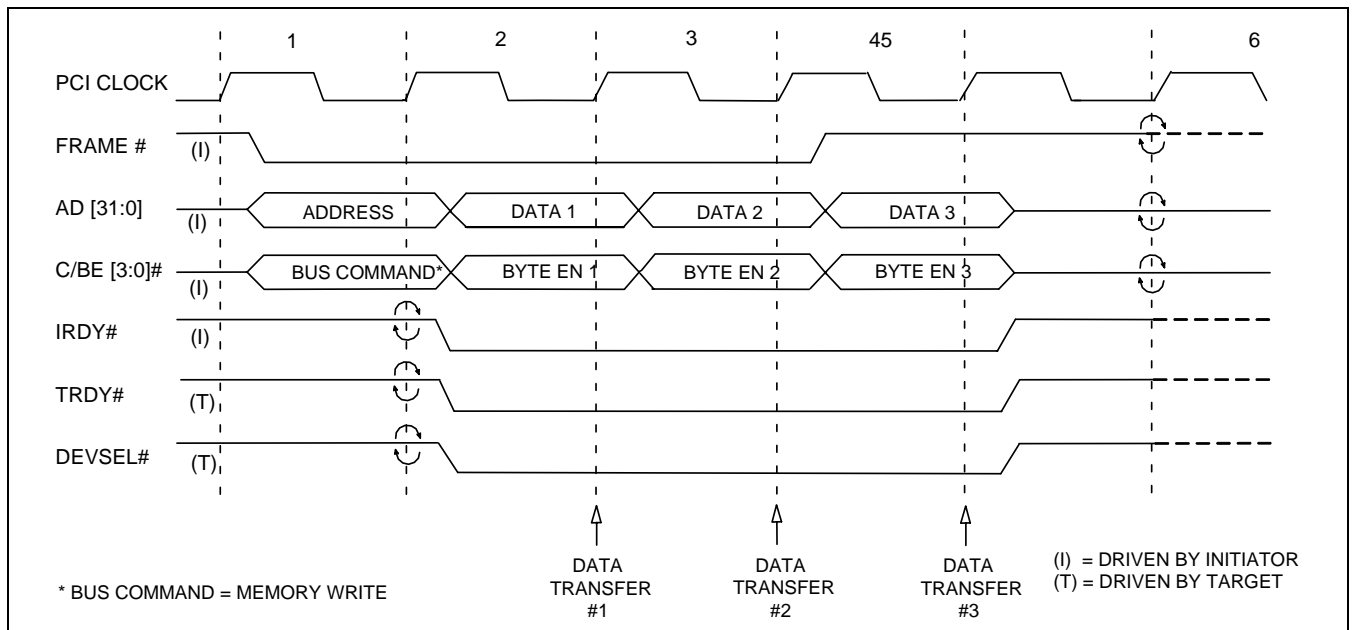 1 2 3 45 6
PCI CLOCK
FRAME # (I)
AD [31:0] (I) ADDRESS DATA 1 DATA 2 DATA 3
C/BE [3:0]# (I) BUS COMMAND* BYTE EN 1 BYTE EN 2 BYTE EN 3
IRDY# (I)
TRDY# (T)
DEVSEL# (T)
DATA TRANSFER #1
DATA TRANSFER #2
DATA TRANSFER #3
* BUS COMMAND = MEMORY WRITE
(I) = DRIVEN BY INITIATOR
(T) = DRIVEN BY TARGET